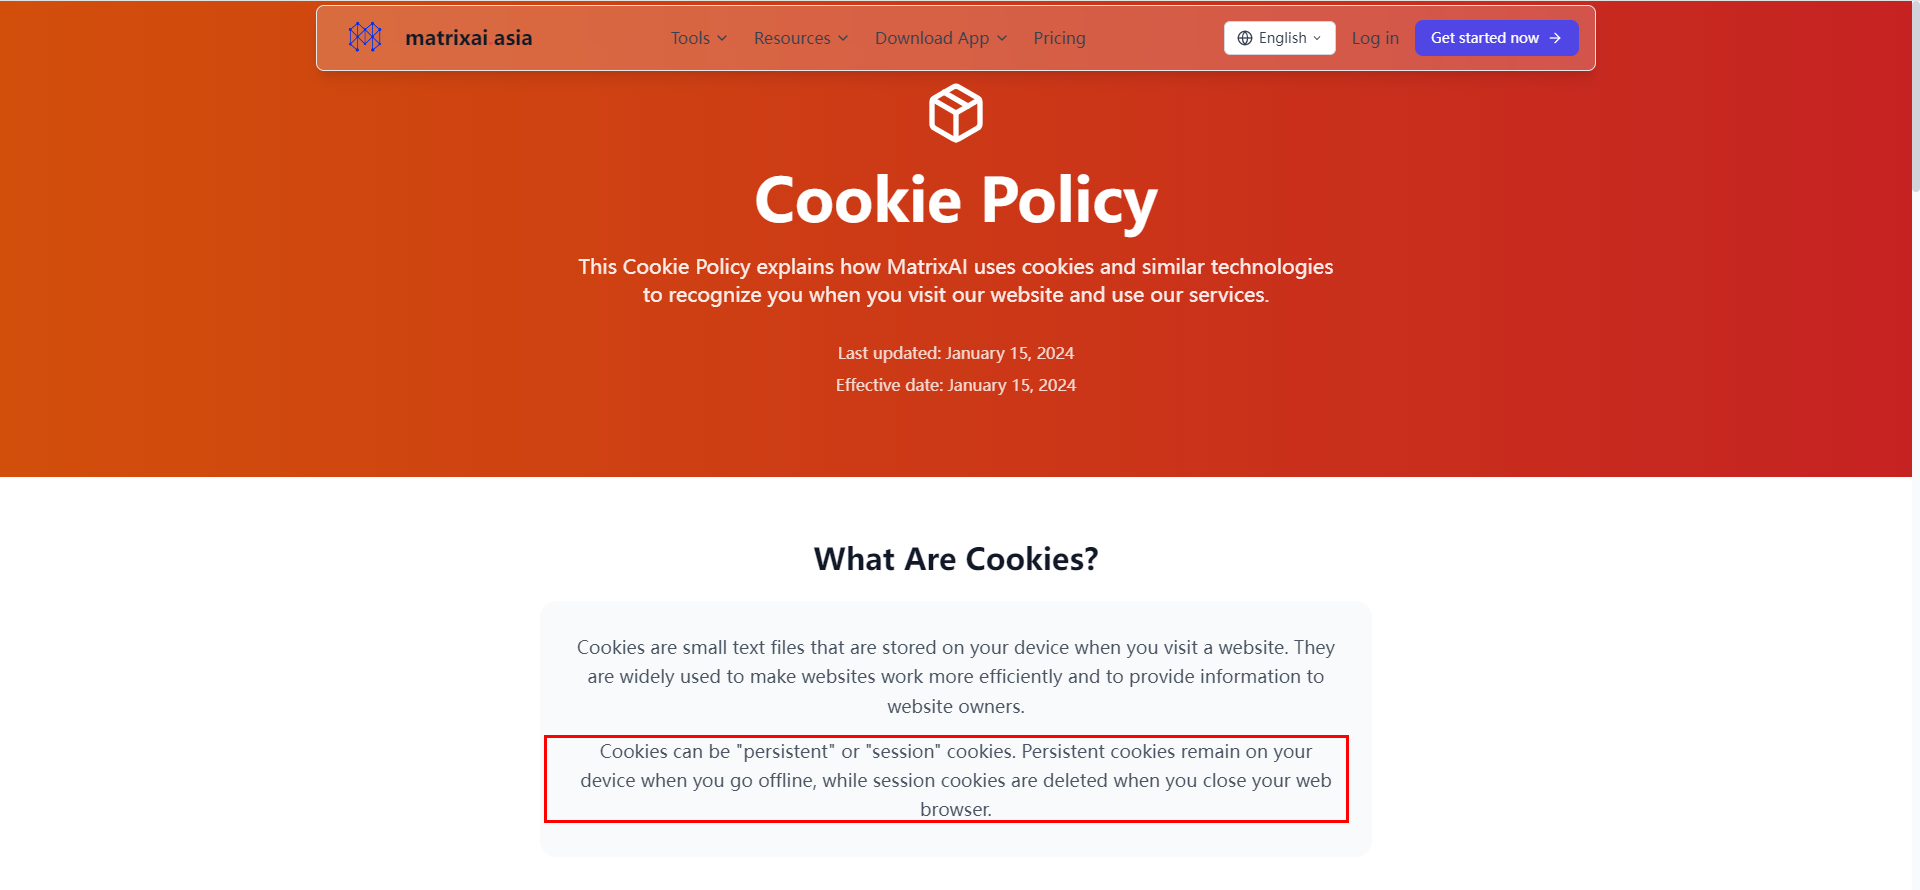 matrixai asia
Tools
Resources
Download App
Pricing
English
Log in
Get started now
Cookie Policy
This Cookie Policy explains how MatrixAI uses cookies and similar technologies
to recognize you when you visit our website and use our services.
Last updated: January 15, 2024
Effective date: January 15, 2024
What Are Cookies?
Cookies are small text files that are stored on your device when you visit a website. They
are widely used to make websites work more efficiently and to provide information to
website owners.
Cookies can be "persistent" or "session" cookies. Persistent cookies remain on your
device when you go offline, while session cookies are deleted when you close your web
browser.